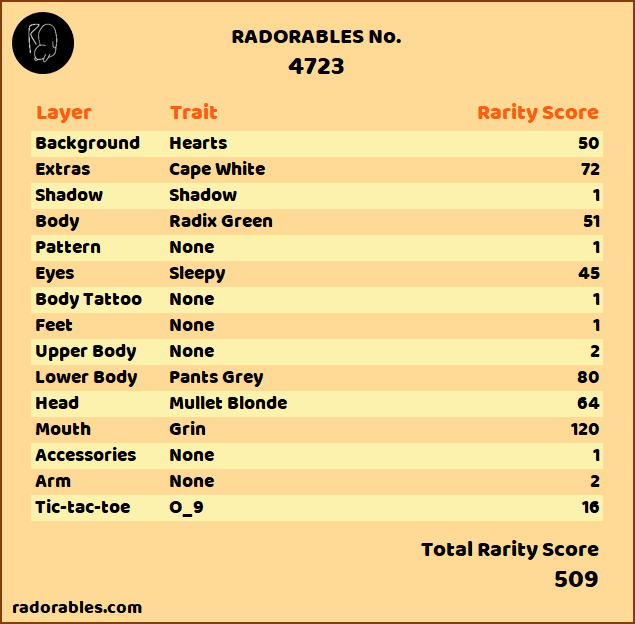 RADORABLES No.
4723
Layer Trait Rarity Score
Background Hearts 50
Extras Cape White 72
Shadow Shadow 1
Body Radix Green 51
Pattern None 1
Eyes Sleepy 45
Body Tattoo None 1
Feet None 1
Upper Body None 2
Lower Body Pants Grey 80
Head Mullet Blonde 64
Mouth Grin 120
Accessories None 1
Arm None 2
Tic-tac-toe O_9 16
Total Rarity Score
509
radorables.com